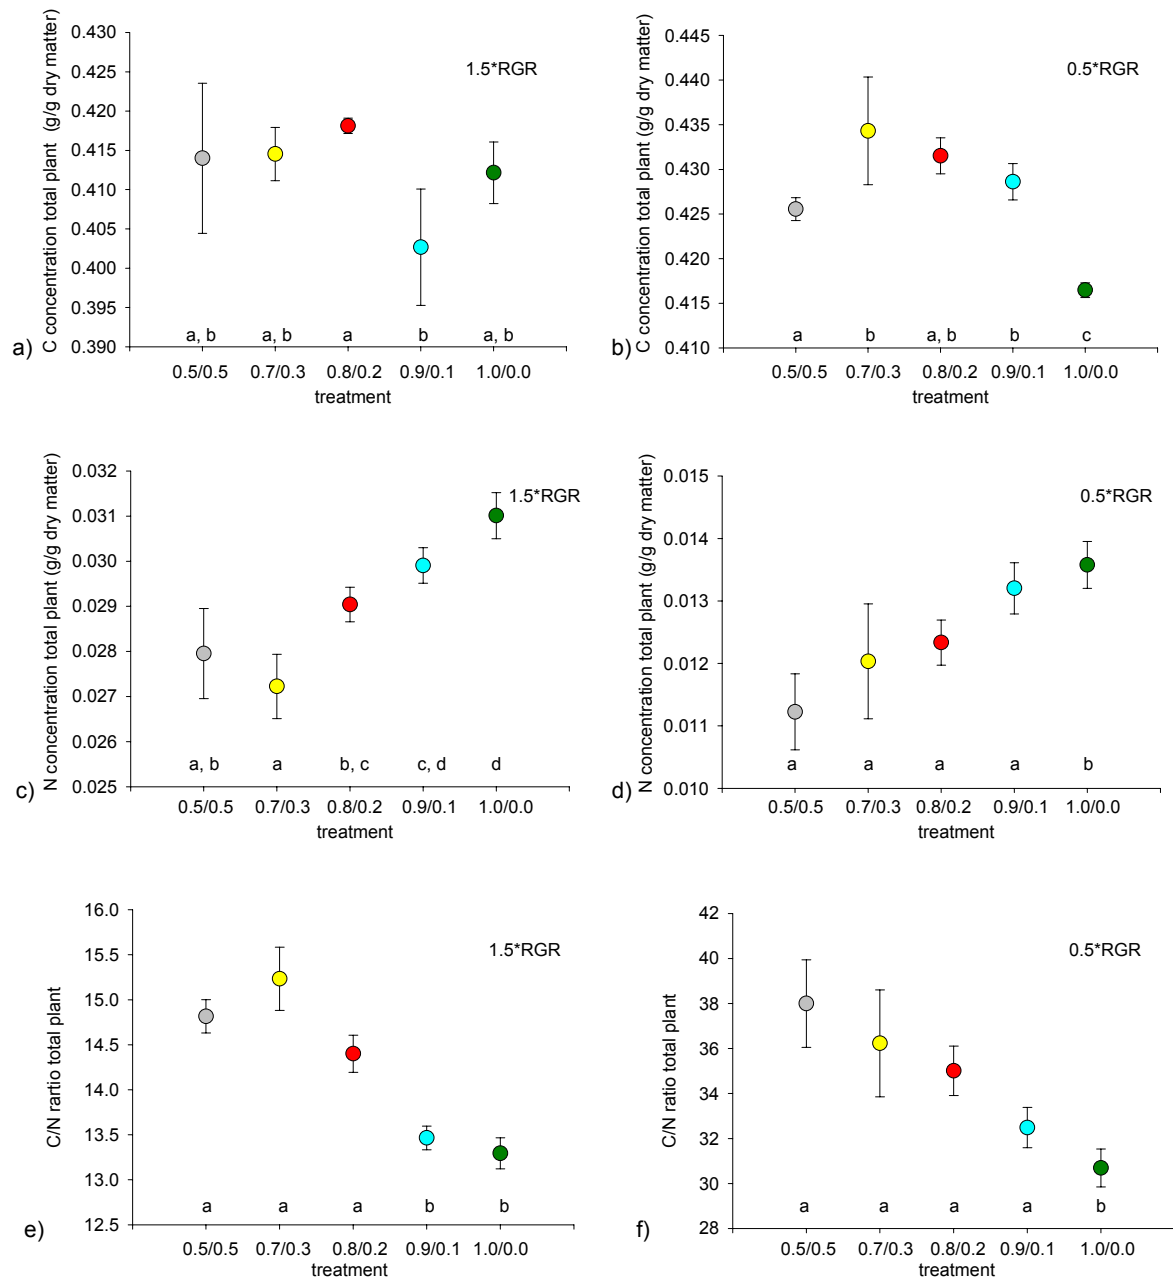 C concentration total plant (g/g dry matter)
0.430
0.425
0.420
0.415
0.410
0.405
0.400
0.395
0.390
1.5*RGR
a, b a, b a b a, b
a)
0.5/0.5 0.7/0.3 0.8/0.2 0.9/0.1 1.0/0.0
treatment
C concentration total plant (g/g dry matter)
0.445
0.440
0.435
0.430
0.425
0.420
0.415
0.410
0.5*RGR
a b a, b b c
b)
0.5/0.5 0.7/0.3 0.8/0.2 0.9/0.1 1.0/0.0
treatment
N concentration total plant (g/g dry matter)
0.032
0.031
0.030
0.029
0.028
0.027
0.026
0.025
1.5*RGR
a, b a b, c c, d d
c)
0.5/0.5 0.7/0.3 0.8/0.2 0.9/0.1 1.0/0.0
treatment
N concentration total plant (g/g dry matter)
0.015
0.014
0.013
0.012
0.011
0.010
0.5*RGR
a a a a b
d)
0.5/0.5 0.7/0.3 0.8/0.2 0.9/0.1 1.0/0.0
treatment
C/N rartio total plant
16.0
15.5
15.0
14.5
14.0
13.5
13.0
12.5
1.5*RGR
a a a b b
e)
0.5/0.5 0.7/0.3 0.8/0.2 0.9/0.1 1.0/0.0
treatment
C/N ratio total plant
42
40
38
36
34
32
30
28
0.5*RGR
a a a a b
f)
0.5/0.5 0.7/0.3 0.8/0.2 0.9/0.1 1.0/0.0
treatment